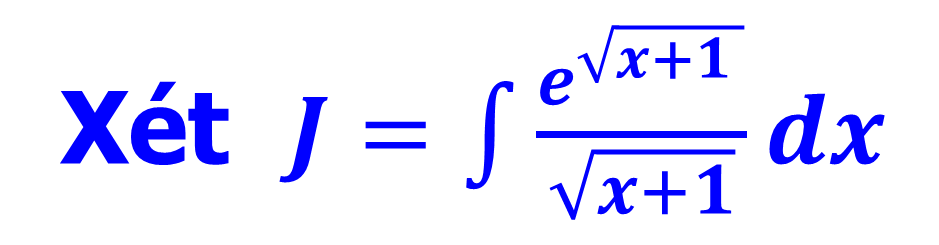 Xét J = ∫ e^√(x+1) / √(x+1) dx